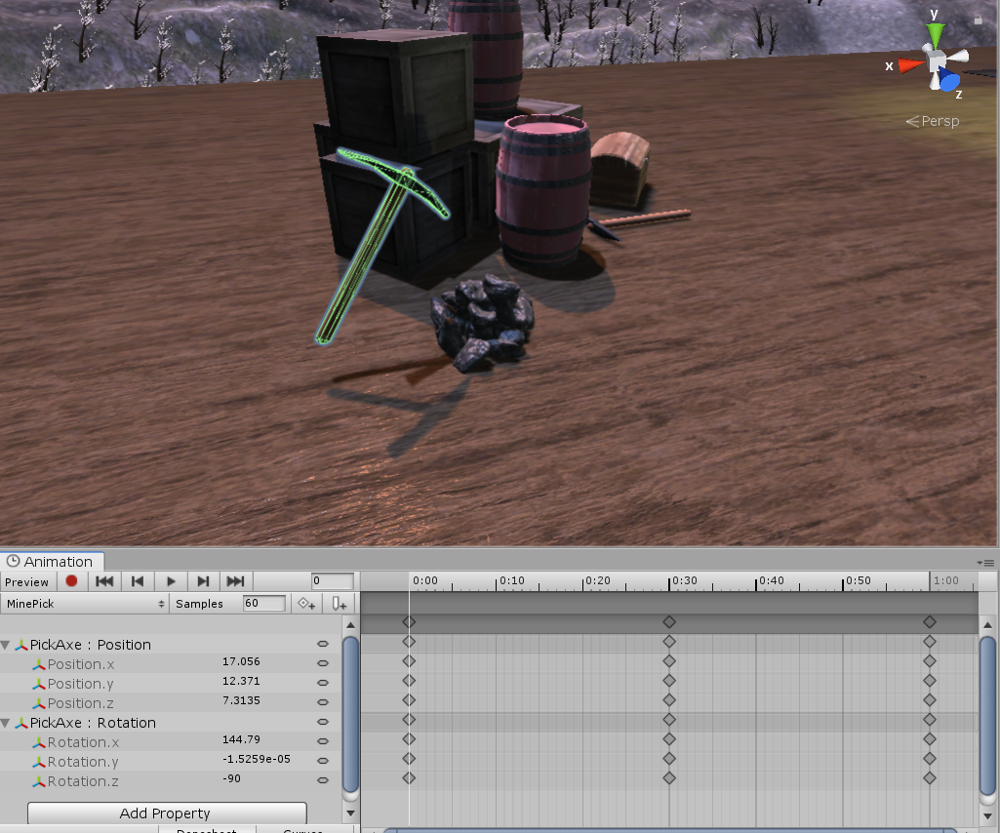 y
x
z
<Persp
Animation
Preview 0 0:00 0:10 0:20 0:30 0:40 0:50 1:00
MinePick Samples 60
PickAxe : Position
Position.x 17.056
Position.y 12.371
Position.z 7.3135
PickAxe : Rotation
Rotation.x 144.79
Rotation.y -1.5259e-05
Rotation.z -90
Add Property
Dopesheet Curves